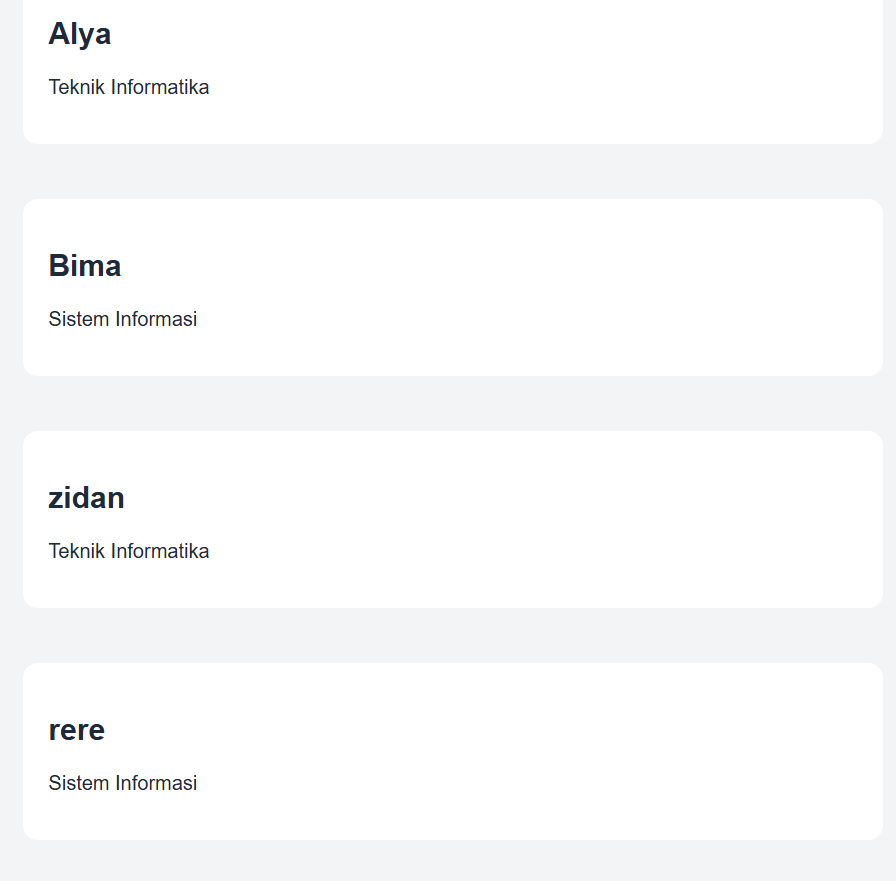 Alya
Teknik Informatika
Bima
Sistem Informasi
zidan
Teknik Informatika
rere
Sistem Informasi